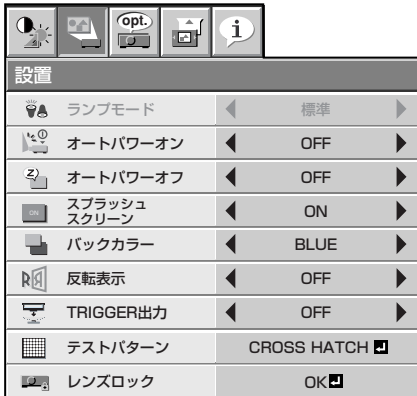 opt.
i
設置
ランプモード 標準
オートパワーオン OFF
オートパワーオフ OFF
ON スプラッシュ
スクリーン ON
バックカラー BLUE
反転表示 OFF
TRIGGER出力 OFF
テストパターン CROSS HATCH
レンズロック OK